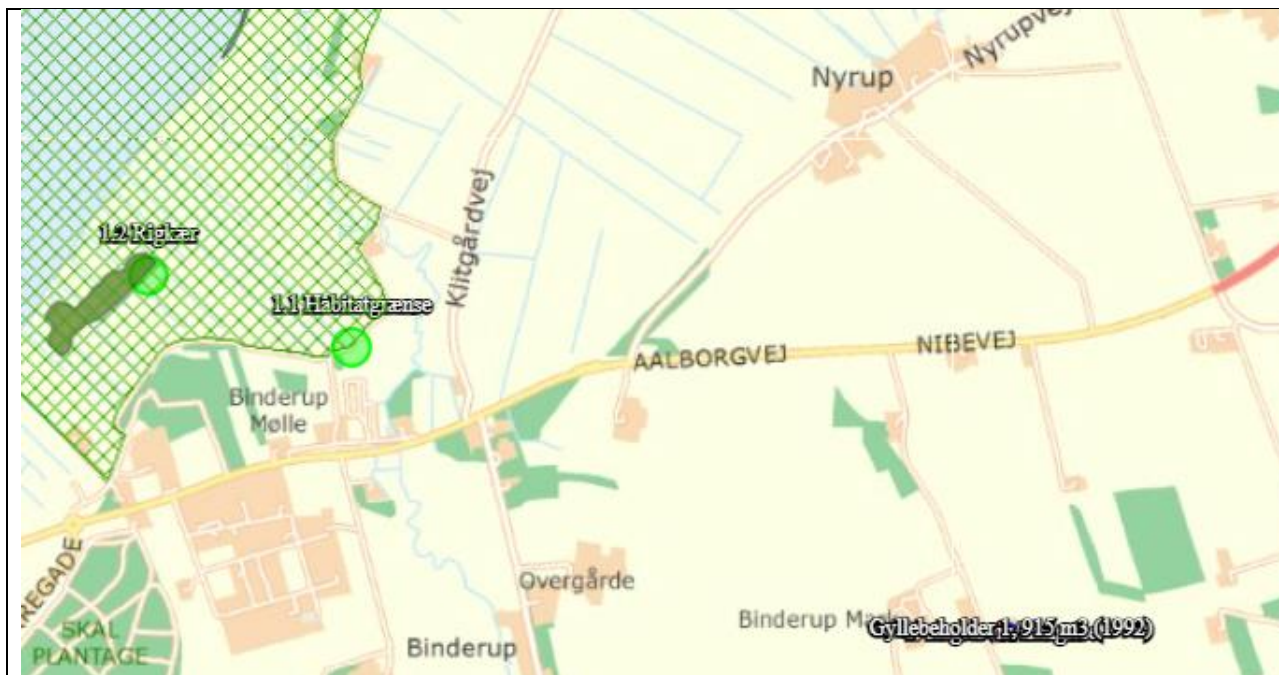 Nyrupvej
Nyrup
1.2 Rigkær
Klitgårdvej
1.1 Habitatgrænse
AALBORGVEJ
NIBEVEJ
Binderup
Mølle
REGADE
Overgårde
SKAL
PLANTAGE
Binderup
Binderup
Gyllebeholder 1, 915 m3 (1992)